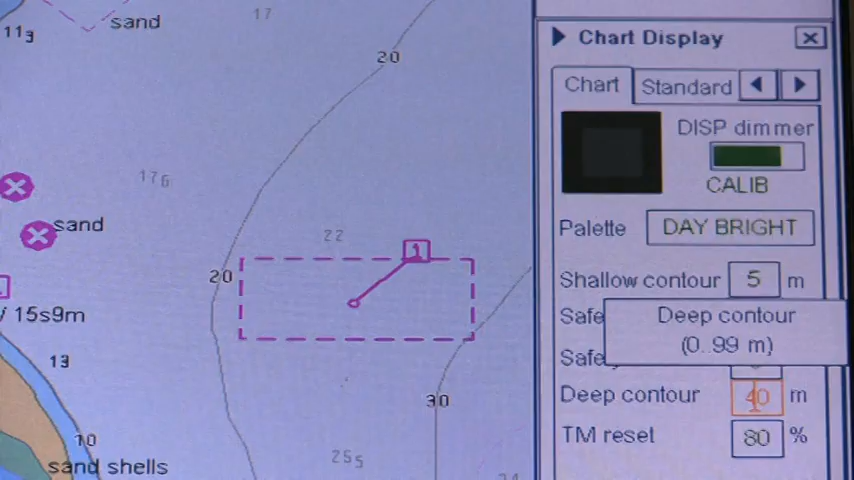 sand
17
11₃
20
17₆
sand
22
1
20
/ 15s9m
13
30
10
sand shells
25₅
24
Chart Display
Chart
Standard
DISP dimmer
CALIB
Palette
DAY BRIGHT
Shallow contour
5
m
Safe
Deep contour
(0..99 m)
Safe
Deep contour
40
m
TM reset
80
%